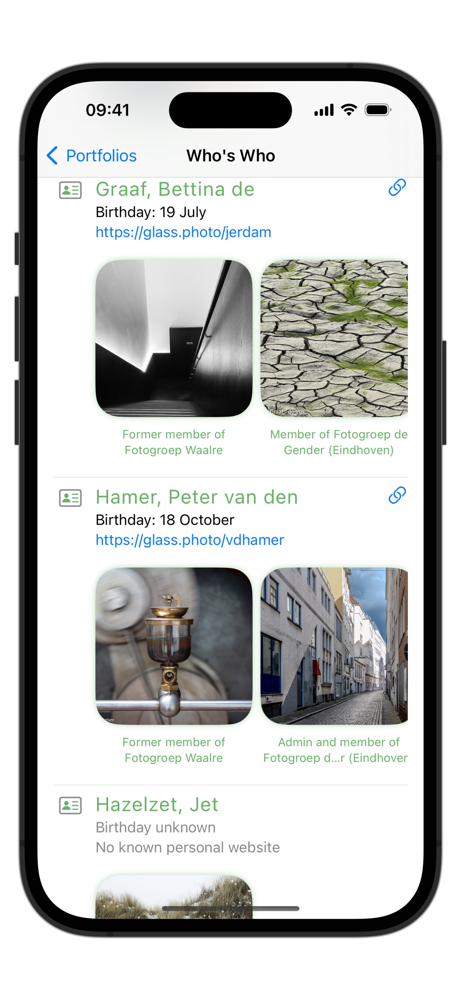 09:41
Portfolios
Who's Who
Graaf, Bettina de
Birthday: 19 July
https://glass.photo/jerdam
Graaf - de Vos
Former member of
Fotogroep Waalre
Member of Fotogroep de
Gender (Eindhoven)
Hamer, Peter van den
Birthday: 18 October
https://glass.photo/vdhamer
mer
Former member of
Fotogroep Waalre
Admin and member of
Fotogroep d...r (Eindhover
Hazelzet, Jet
Birthday unknown
No known personal website